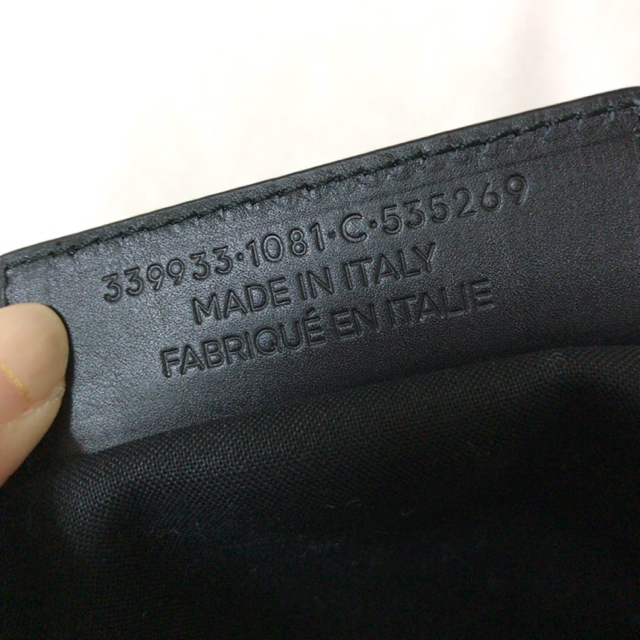 339933·1081·C·535269
MADE IN ITALY
FABRIQUÉ EN ITALIE